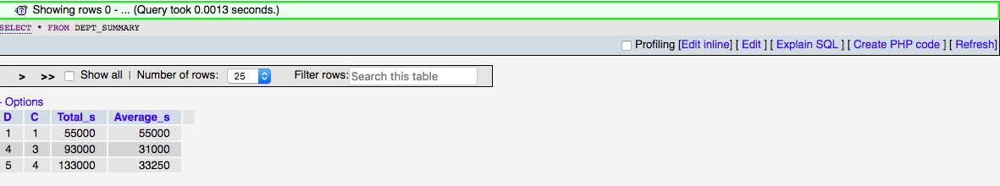 Showing rows 0 - ... (Query took 0.0013 seconds.)
SELECT * FROM DEPT_SUMMARY
Profiling [Edit inline] [ Edit ] [ Explain SQL ] [ Create PHP code ] [ Refresh]
> >> Show all | Number of rows: 25 Filter rows: Search this table
- Options
D C Total_s Average_s
1 1 55000 55000
4 3 93000 31000
5 4 133000 33250